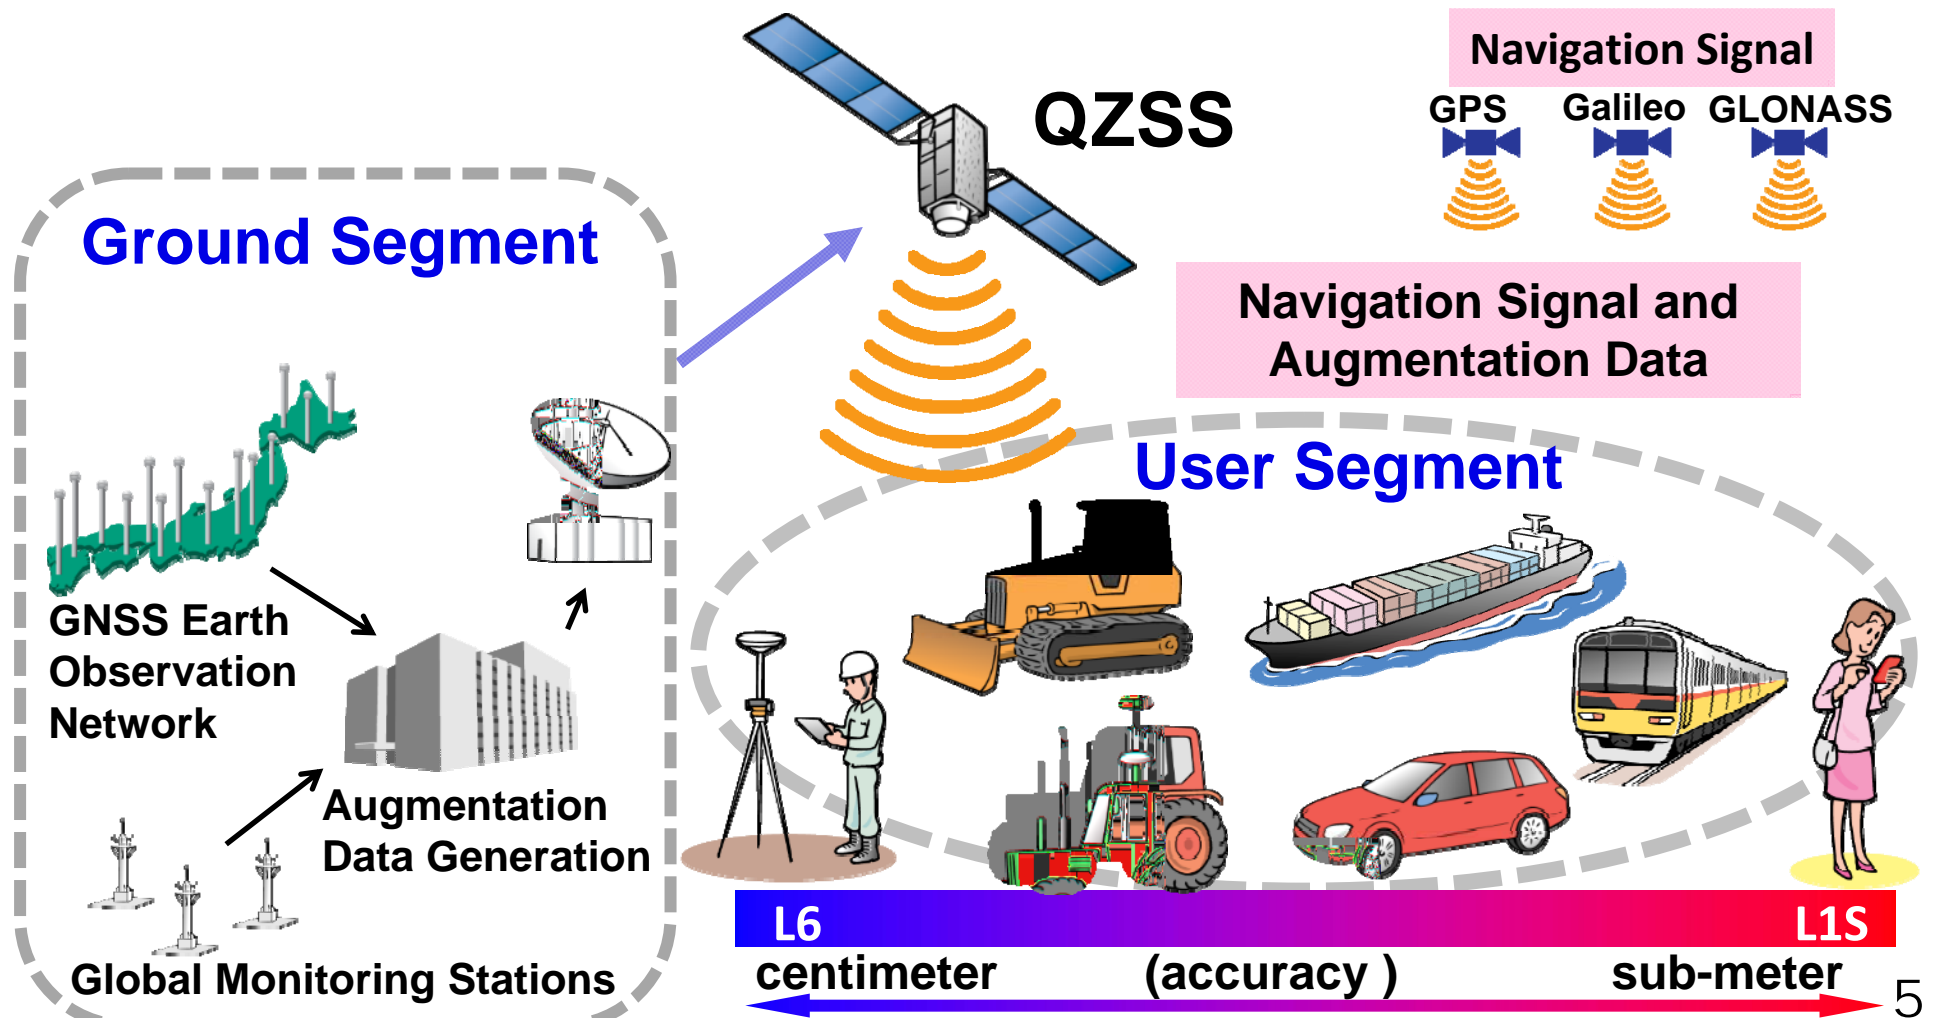 Navigation Signal
GPS Galileo GLONASS
QZSS
Navigation Signal and
Augmentation Data
Ground Segment
GNSS Earth
Observation
Network
Augmentation
Data Generation
Global Monitoring Stations
User Segment
L6 L1S
centimeter (accuracy ) sub-meter
5